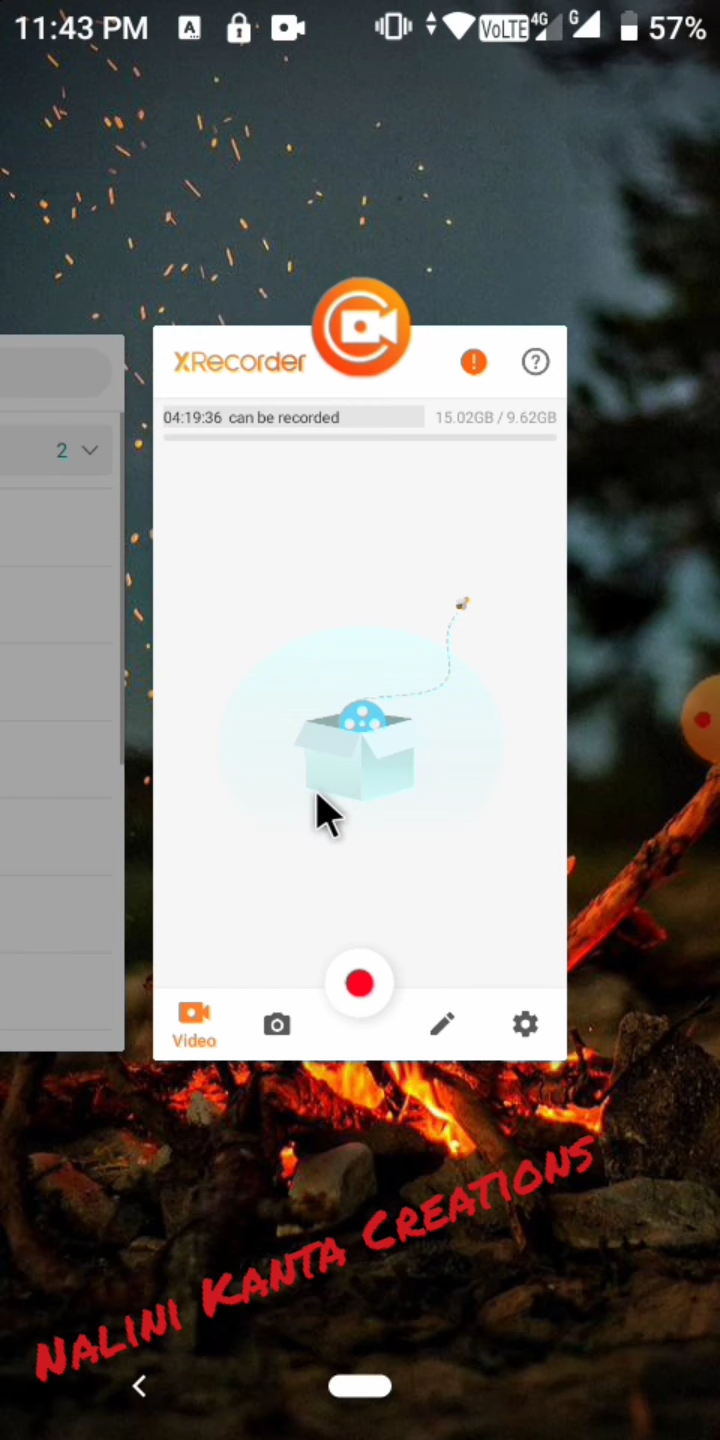 11:43 PM A VoLTE 4G G 57%
XRecorder
04:19:36 can be recorded 15.02GB / 9.62GB
2
Video
Nalini Kanta Creations